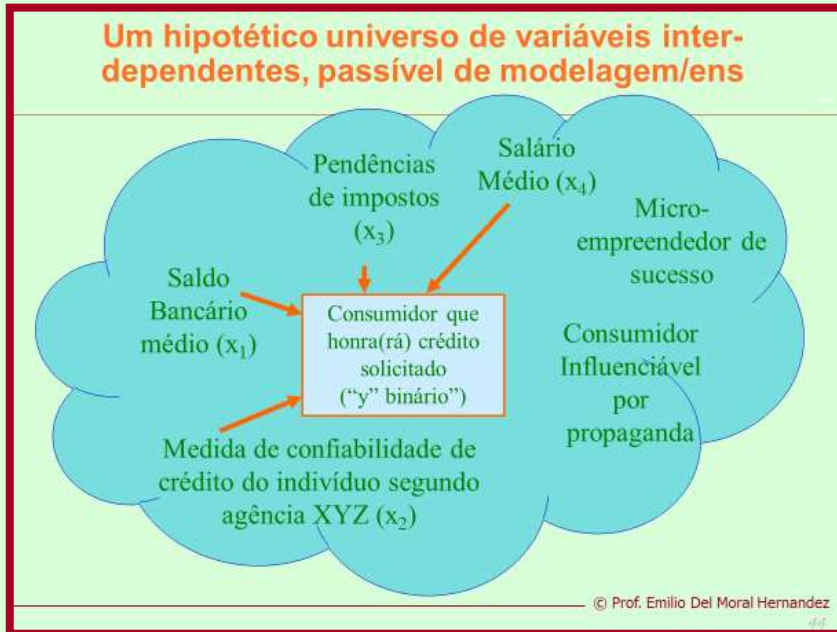 Um hipotético universo de variáveis inter-
dependentes, passível de modelagem/ens
Pendências
de impostos
(x₃)
Salário
Médio (x₄)
Micro-
empreendedor de
sucesso
Saldo
Bancário
médio (x₁)
Consumidor que
honra(rá) crédito
solicitado
(“y” binário”)
Consumidor
Influenciável
por
propaganda
Medida de confiabilidade de
crédito do indivíduo segundo
agência XYZ (x₂)
© Prof. Emilio Del Moral Hernandez
44